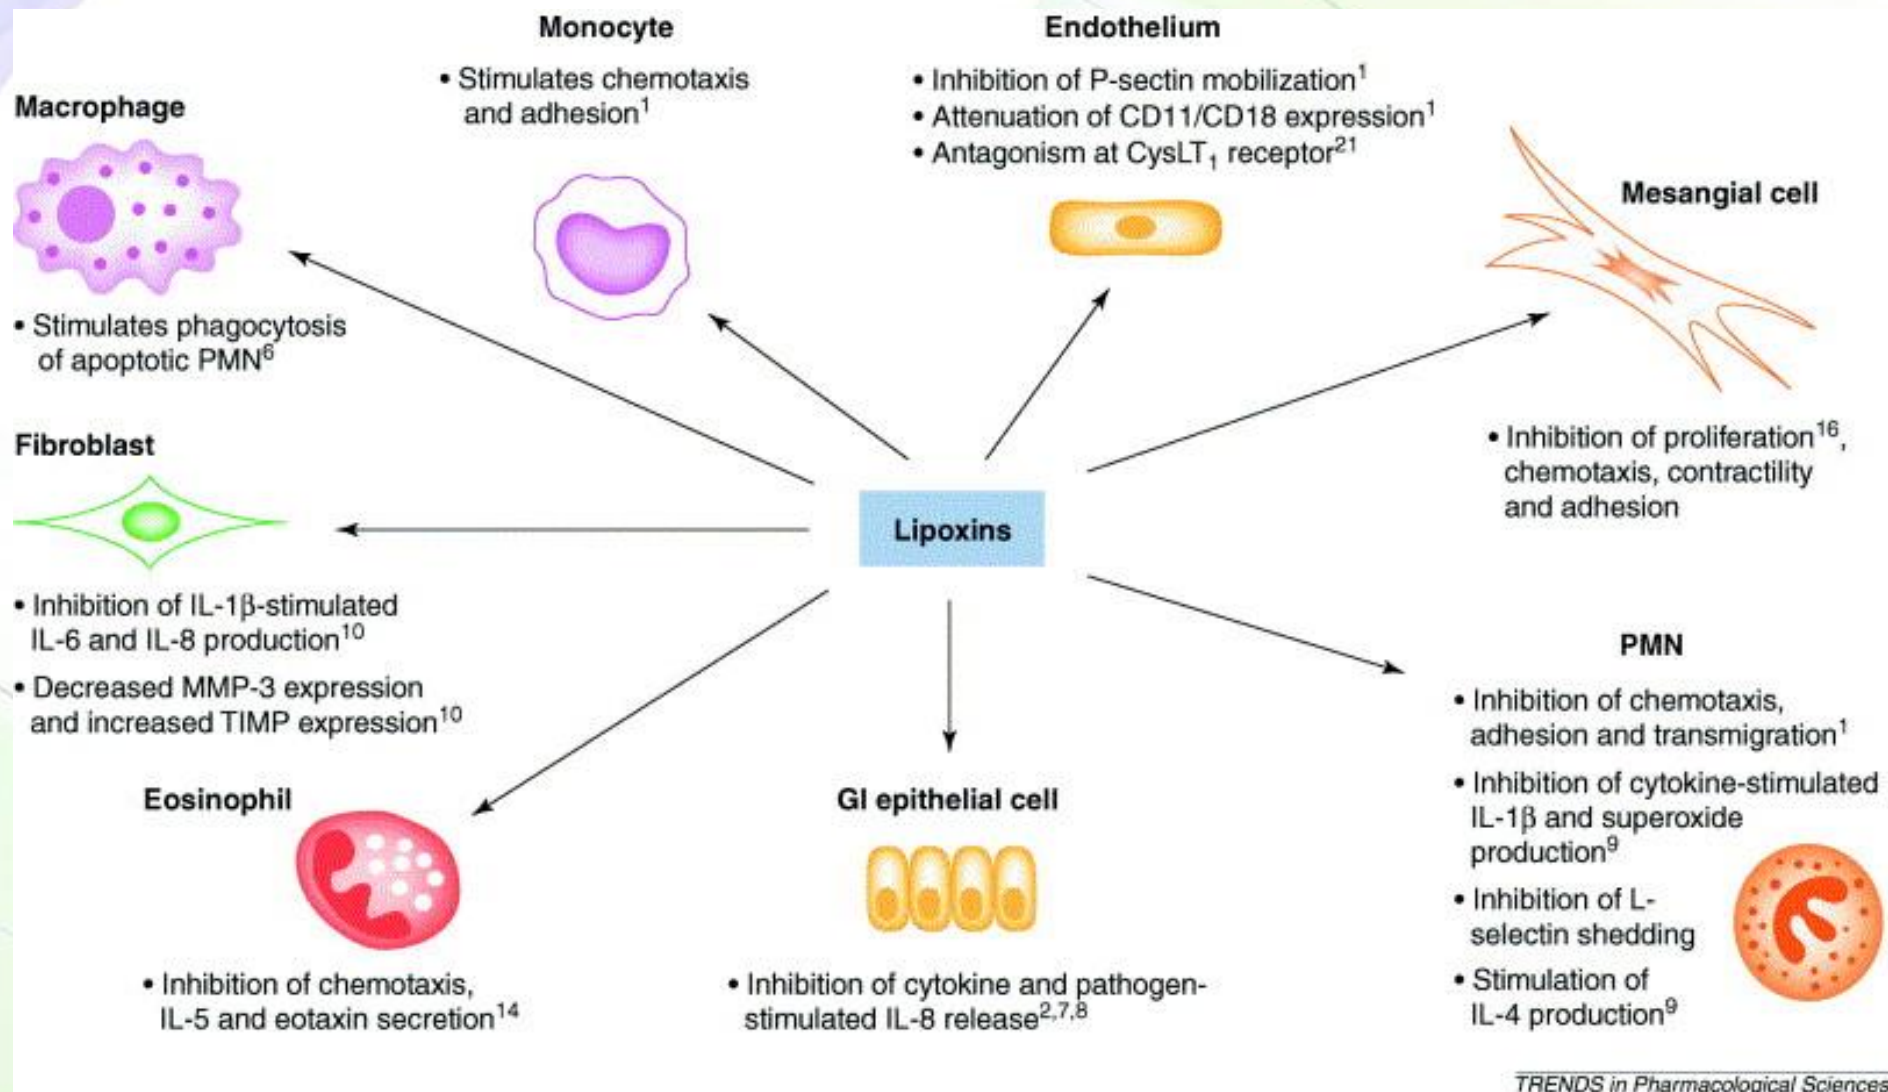 Monocyte
• Stimulates chemotaxis
and adhesion1
Endothelium
• Inhibition of P-sectin mobilization1
• Attenuation of CD11/CD18 expression1
• Antagonism at CysLT1 receptor21
Macrophage
• Stimulates phagocytosis
of apoptotic PMN6
Mesangial cell
• Inhibition of proliferation16,
chemotaxis, contractility
and adhesion
Fibroblast
• Inhibition of IL-1β-stimulated
IL-6 and IL-8 production10
• Decreased MMP-3 expression
and increased TIMP expression10
Lipoxins
PMN
• Inhibition of chemotaxis,
adhesion and transmigration1
• Inhibition of cytokine-stimulated
IL-1β and superoxide
production9
• Inhibition of L-
selectin shedding
• Stimulation of
IL-4 production9
Eosinophil
• Inhibition of chemotaxis,
IL-5 and eotaxin secretion14
GI epithelial cell
• Inhibition of cytokine and pathogen-
stimulated IL-8 release2,7,8
TRENDS in Pharmacological Sciences